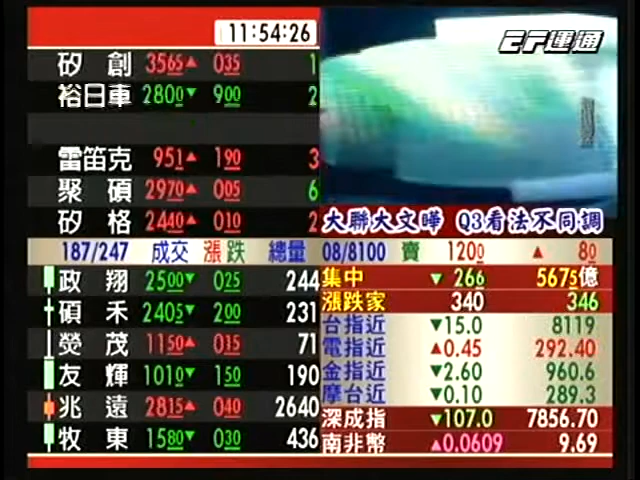 11:54:26
EF運通
矽創 3565▲ 035 1
裕日車 2800▼ 900 2
雷笛克 951▲ 190 3
聚碩 2970▲ 005 6
矽格 2440▲ 010 2
大聯大文曄 Q3看法不同調
187/247 成交 漲跌 總量
08/8100 賣 1200 ▲ 80
政翔 2500▼ 025 244
碩禾 2405▼ 200 231
熒茂 1150▲ 015 71
友輝 1010▼ 150 190
兆遠 2815▲ 040 2640
牧東 1580▼ 030 436
集中 ▼266 5675億
漲跌家 340 346
台指近 ▼15.0 8119
電指近 ▲0.45 292.40
金指近 ▼2.60 960.6
摩台近 ▼0.10 289.3
深成指 ▼107.0 7856.70
南非幣 ▲0.0609 9.69